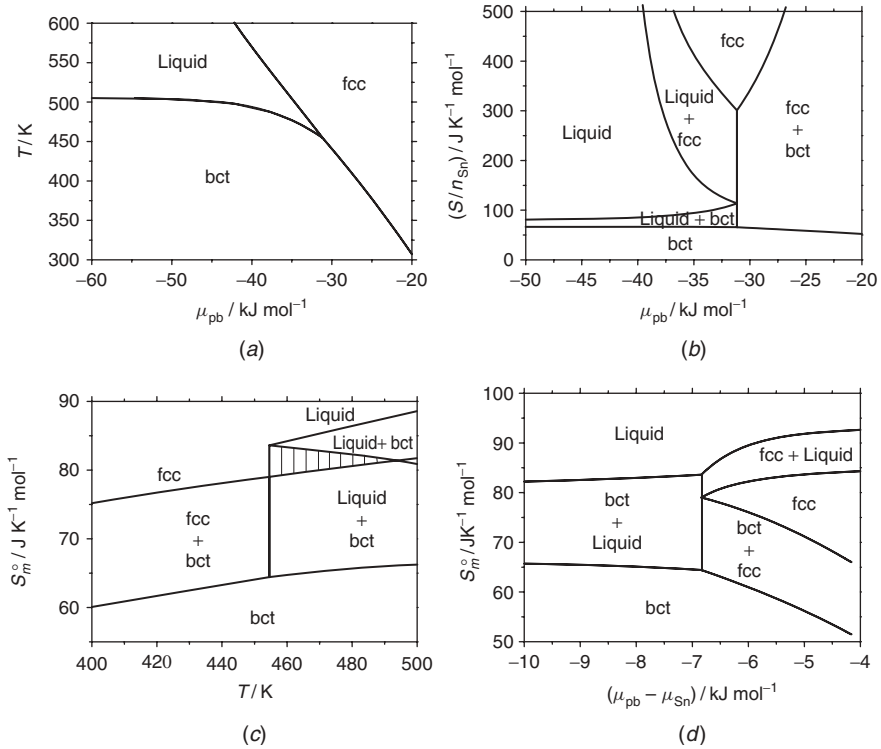 600
550
500
450
400
350
300
T / K
Liquid
fcc
bct
−60 −50 −40 −30 −20
μpb / kJ mol⁻¹
(a)
500
400
300
200
100
0
(S/nSn) / J K⁻¹ mol⁻¹
fcc
Liquid
+
fcc
Liquid
fcc
+
bct
Liquid + bct
bct
−50 −45 −40 −35 −30 −25 −20
μpb / kJ mol⁻¹
(b)
90
80
70
60
S°m / J K⁻¹ mol⁻¹
Liquid
Liquid+ bct
fcc
fcc
+
bct
Liquid
+
bct
bct
400 420 440 460 480 500
T / K
(c)
100
90
80
70
60
50
S°m / JK⁻¹ mol⁻¹
Liquid
fcc + Liquid
bct
+
Liquid
fcc
bct
+
fcc
bct
−10 −9 −8 −7 −6 −5 −4
(μpb − μSn) / kJ mol⁻¹
(d)